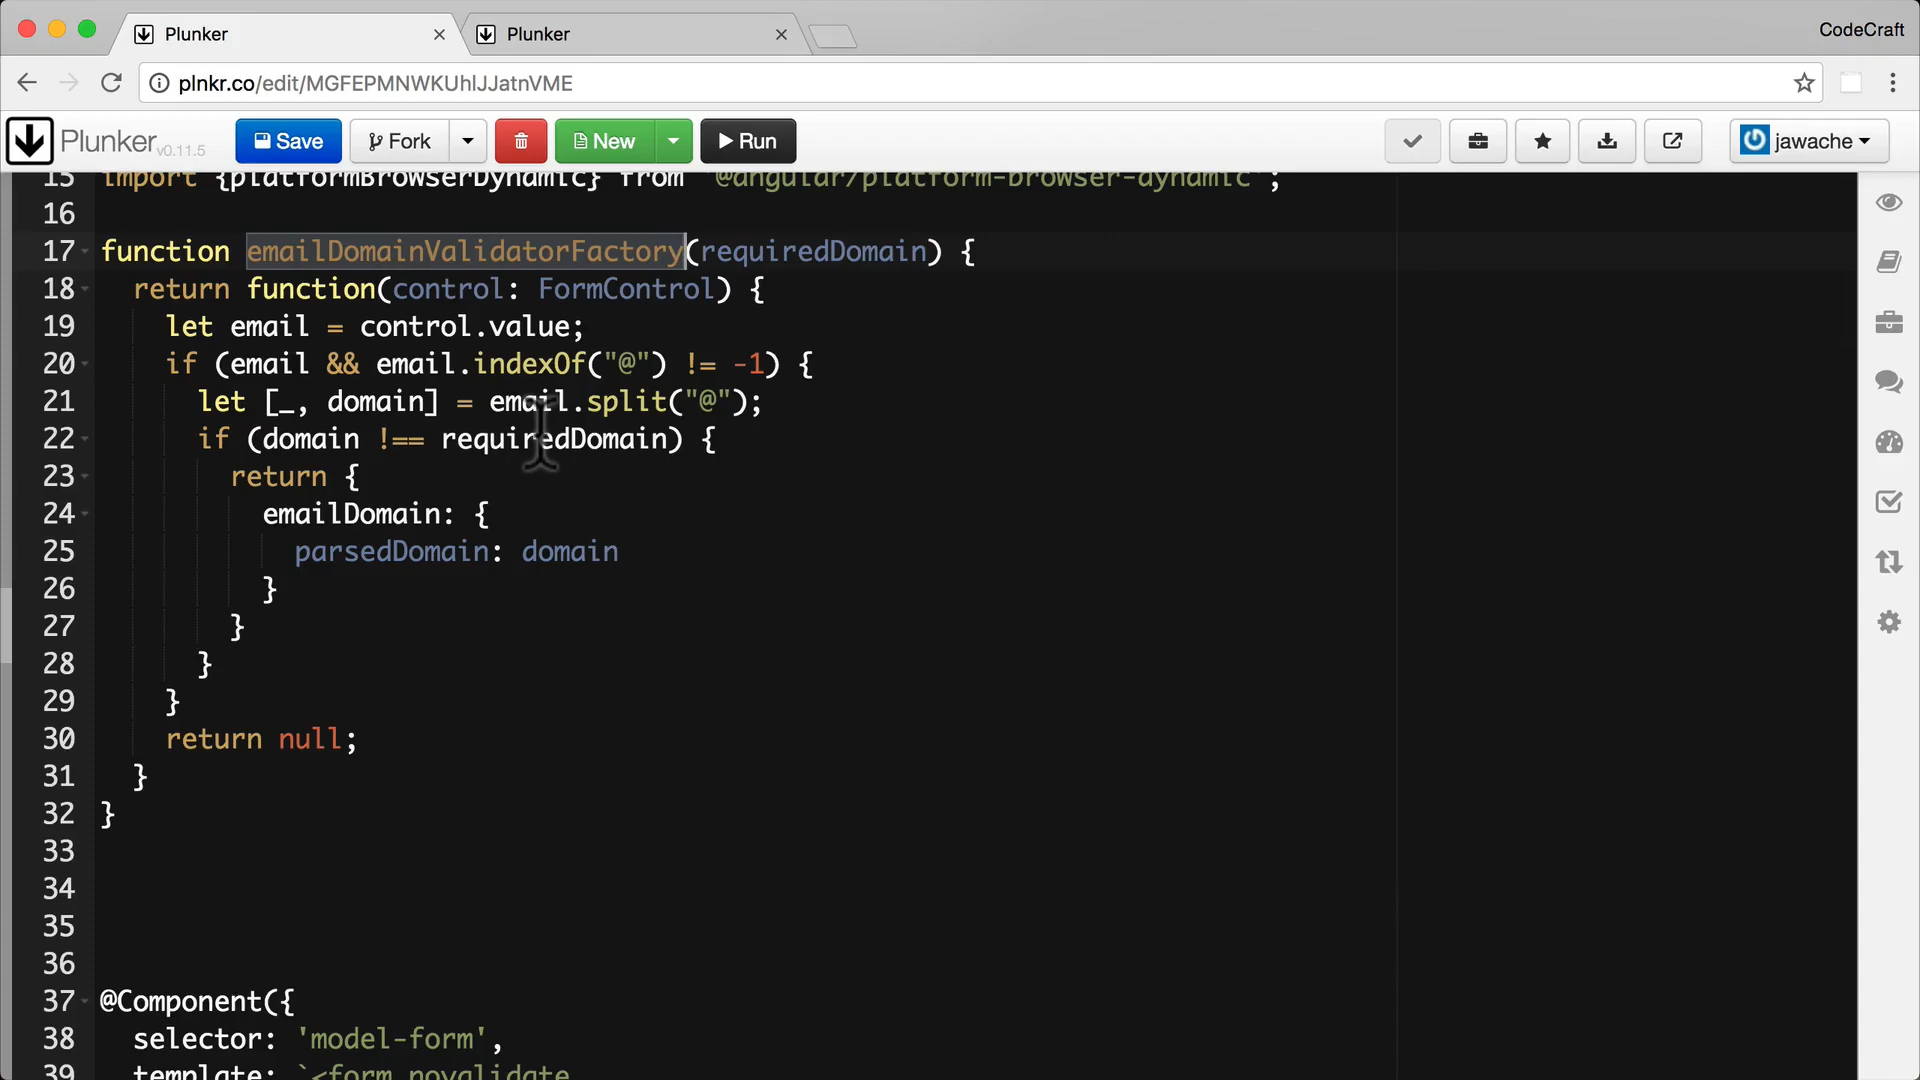 Plunker
Plunker
CodeCraft
plnkr.co/edit/MGFEPMNWKUhlJJatnVME
Plunker v0.11.5
Save
Fork
New
Run
jawache
15 import {platformBrowserDynamic} from '@angular/platform-browser-dynamic';
16
17 function emailDomainValidatorFactory(requiredDomain) {
18 return function(control: FormControl) {
19 let email = control.value;
20 if (email && email.indexOf("@") != -1) {
21 let [_, domain] = email.split("@");
22 if (domain !== requiredDomain) {
23 return {
24 emailDomain: {
25 parsedDomain: domain
26 }
27 }
28 }
29 }
30 return null;
31 }
32 }
33
34
35
36
37 @Component({
38 selector: 'model-form',
39 template: `<form novalidate